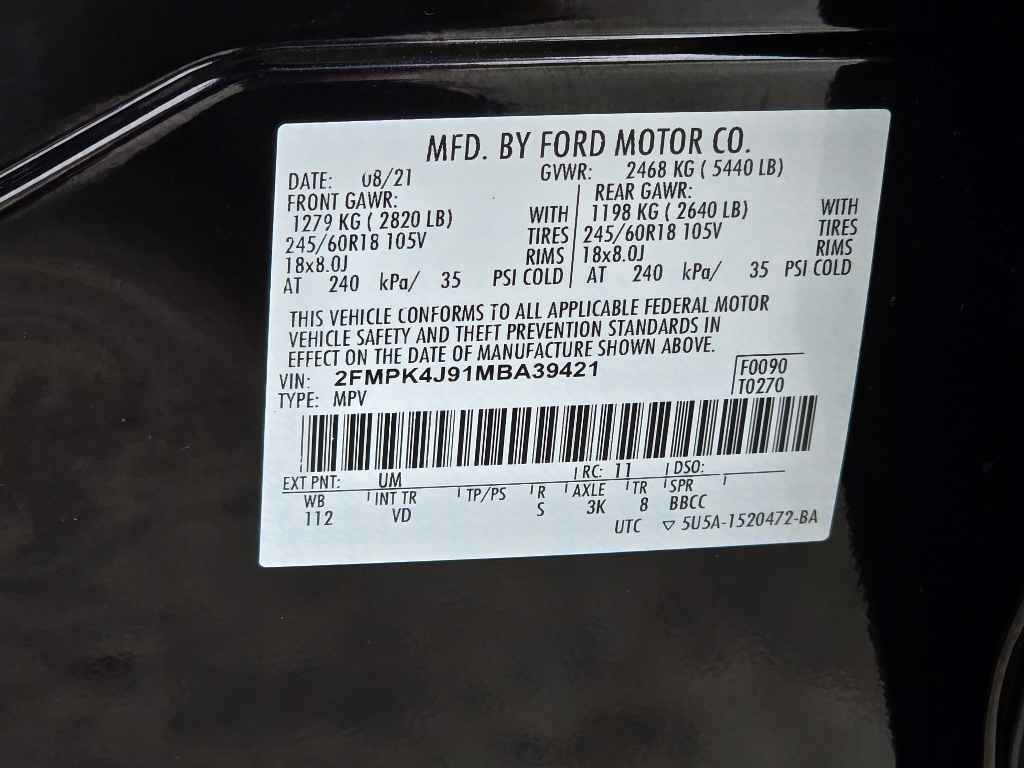 MFD. BY FORD MOTOR CO.
DATE: 08/21 GVWR: 2468 KG ( 5440 LB)
FRONT GAWR: REAR GAWR:
1279 KG ( 2820 LB) WITH 1198 KG ( 2640 LB) WITH
245/60R18 105V TIRES 245/60R18 105V TIRES
18x8.0J RIMS 18x8.0J RIMS
AT 240 kPa/ 35 PSI COLD AT 240 kPa/ 35 PSI COLD
THIS VEHICLE CONFORMS TO ALL APPLICABLE FEDERAL MOTOR
VEHICLE SAFETY AND THEFT PREVENTION STANDARDS IN
EFFECT ON THE DATE OF MANUFACTURE SHOWN ABOVE.
VIN: 2FMPK4J91MBA39421 F0090
TYPE: MPV T0270
EXT PNT: UM RC: 11 DSO:
WB INT TR TP/PS R AXLE TR SPR
112 VD S 3K 8 BBCC
UTC ▽ 5U5A-1520472-BA